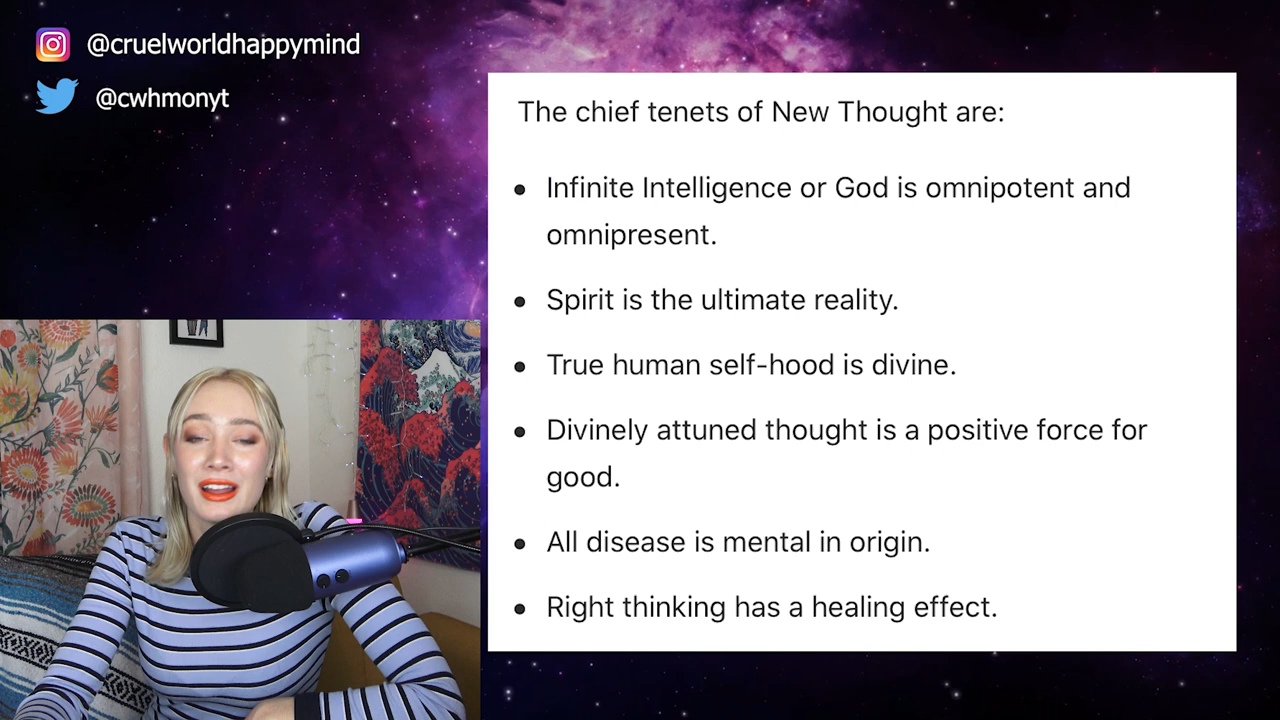 @cruelworldhappymind
@cwhmonyt
The chief tenets of New Thought are:
Infinite Intelligence or God is omnipotent and
omnipresent.
Spirit is the ultimate reality.
True human self-hood is divine.
Divinely attuned thought is a positive force for
good.
All disease is mental in origin.
Right thinking has a healing effect.